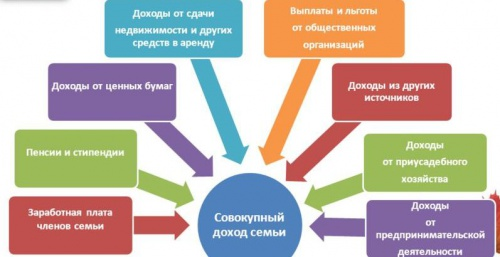 Доходы от сдачи
недвижимости и других
средств в аренду
Выплаты и льготы
от общественных
организаций
Доходы от ценных бумаг
Доходы из других
источников
Пенсии и стипендии
Доходы
от приусадебного
хозяйства
Заработная плата
членов семьи
Совокупный
доход семьи
Доходы
от
предпринимательской
деятельности